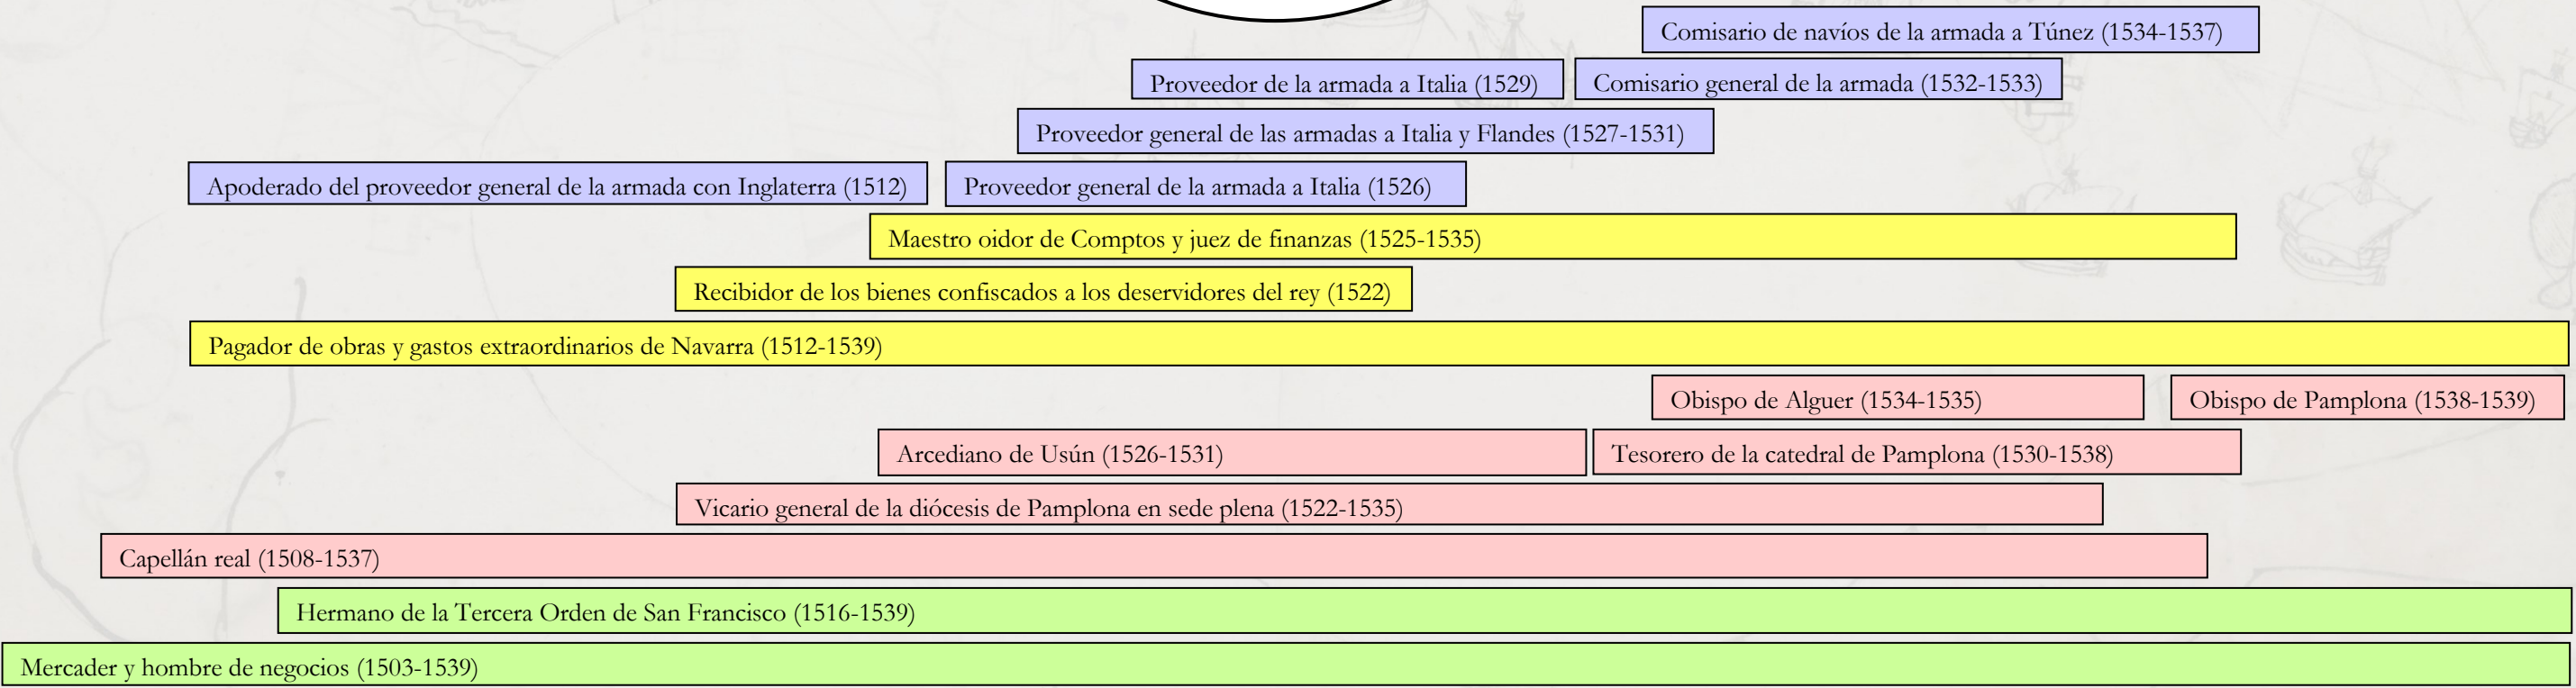 Comisario de navíos de la armada a Túnez (1534-1537)
Proveedor de la armada a Italia (1529)
Comisario general de la armada (1532-1533)
Proveedor general de las armadas a Italia y Flandes (1527-1531)
Apoderado del proveedor general de la armada con Inglaterra (1512)
Proveedor general de la armada a Italia (1526)
Maestro oidor de Comptos y juez de finanzas (1525-1535)
Recibidor de los bienes confiscados a los deservidores del rey (1522)
Pagador de obras y gastos extraordinarios de Navarra (1512-1539)
Obispo de Alguer (1534-1535)
Obispo de Pamplona (1538-1539)
Arcediano de Usún (1526-1531)
Tesorero de la catedral de Pamplona (1530-1538)
Vicario general de la diócesis de Pamplona en sede plena (1522-1535)
Capellán real (1508-1537)
Hermano de la Tercera Orden de San Francisco (1516-1539)
Mercader y hombre de negocios (1503-1539)